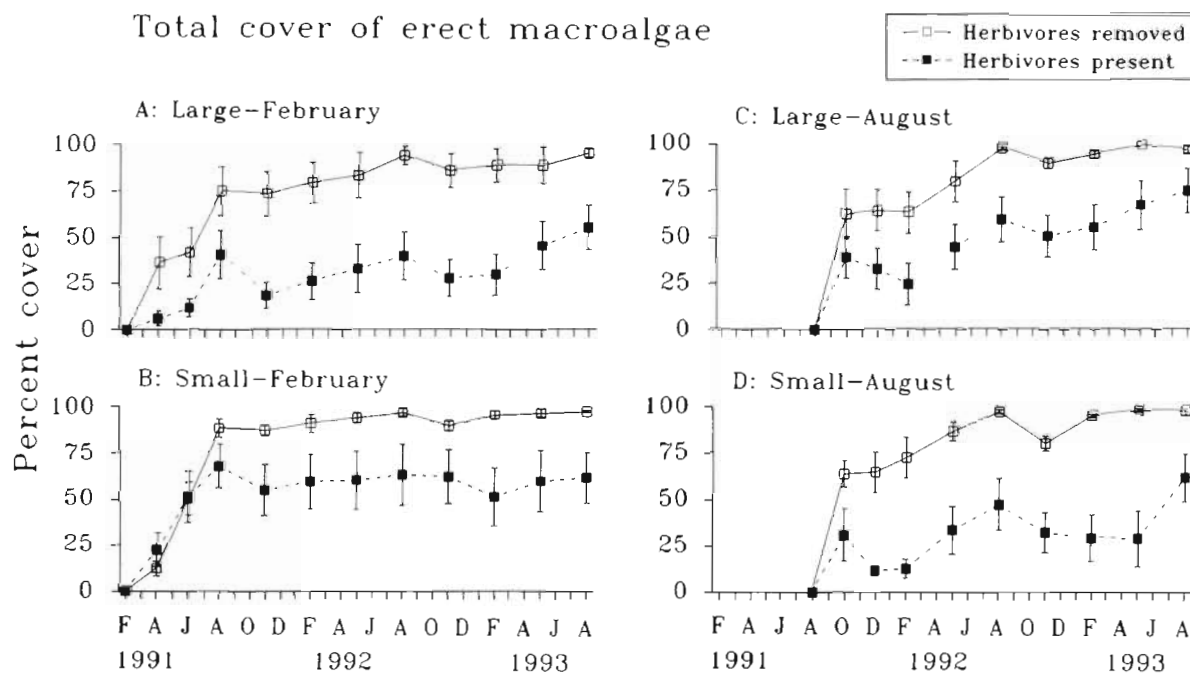 Total cover of erect macroalgae
Herbivores removed
Herbivores present
A: Large-February
C: Large-August
100
75
50
25
0
100
75
50
25
0
B: Small-February
D: Small-August
100
75
50
25
0
100
75
50
25
0
Percent cover
F A J A O D F A J A O D F A J A
F A J A O D F A J A O D F A J A
1991 1992 1993
1991 1992 1993